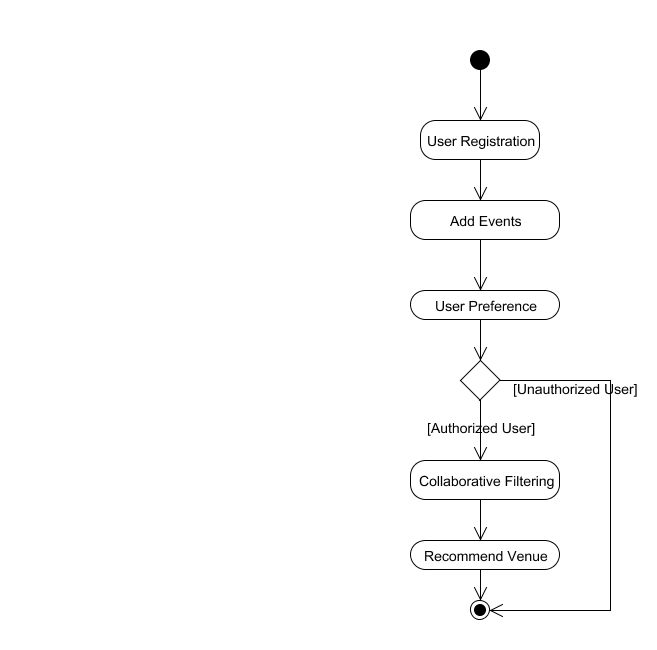 User Registration
Add Events
User Preference
[Unauthorized User]
[Authorized User]
Collaborative Filtering
Recommend Venue